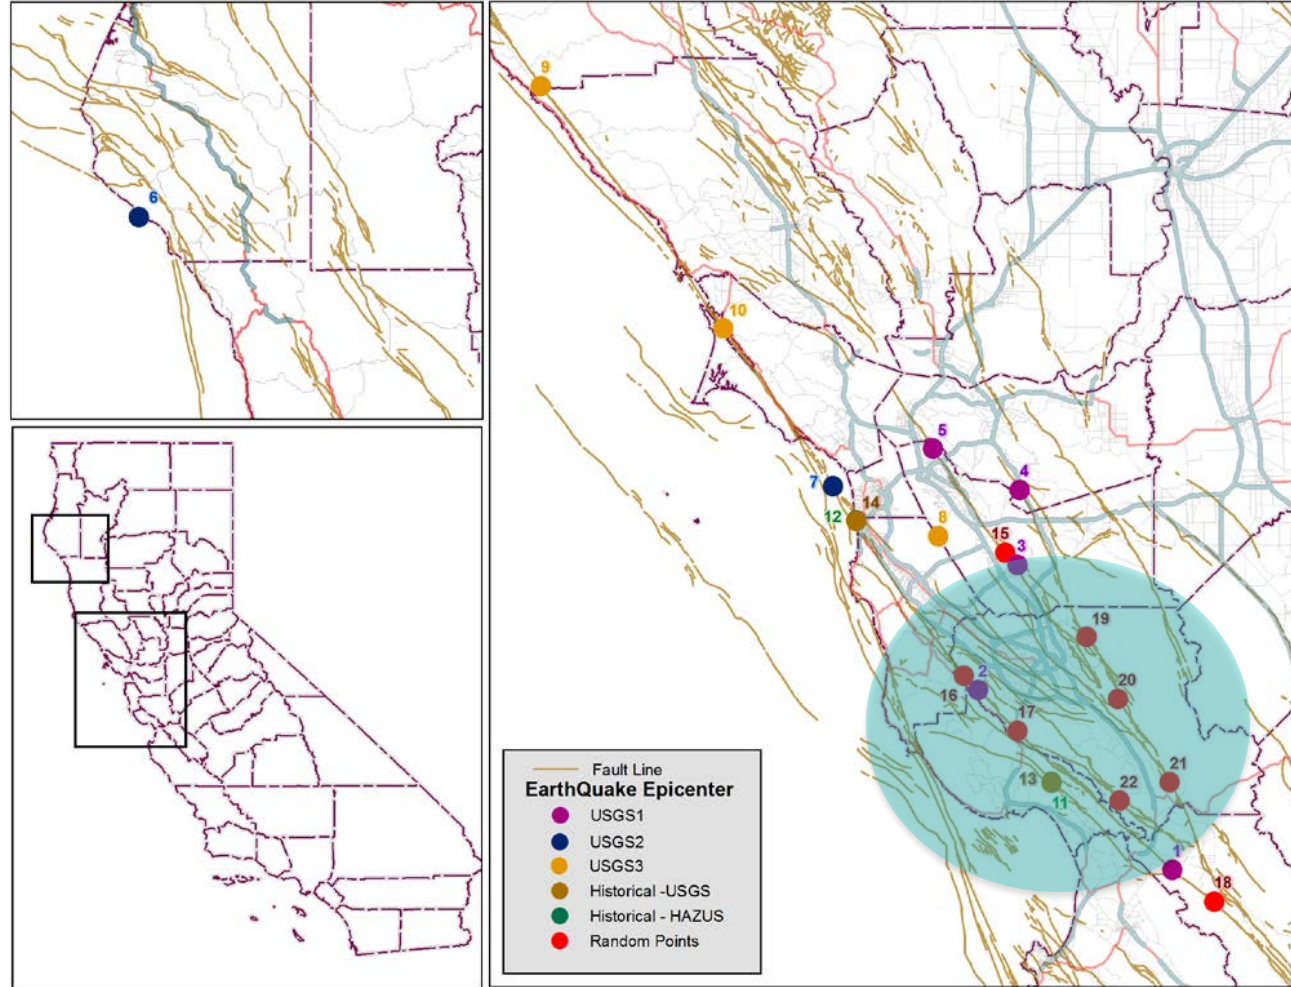 6
9
10
5
4
7
14
12
8
15
3
19
2
16
20
17
13
11
21
22
1
18
Fault Line
EarthQuake Epicenter
USGS1
USGS2
USGS3
Historical -USGS
Historical - HAZUS
Random Points